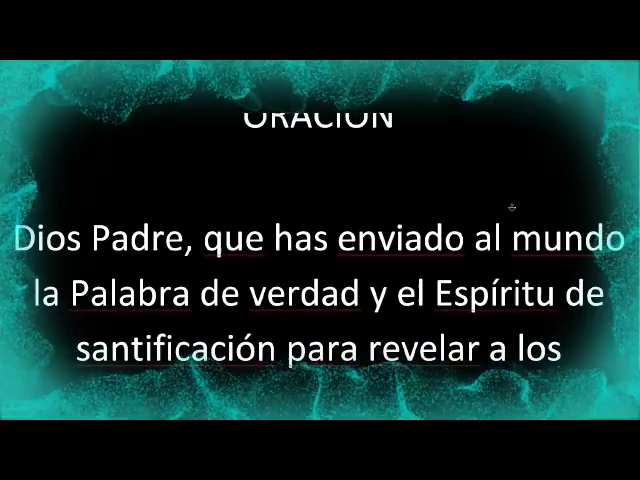 ORACION
Dios Padre, que has enviado al mundo
la Palabra de verdad y el Espíritu de
santificación para revelar a los